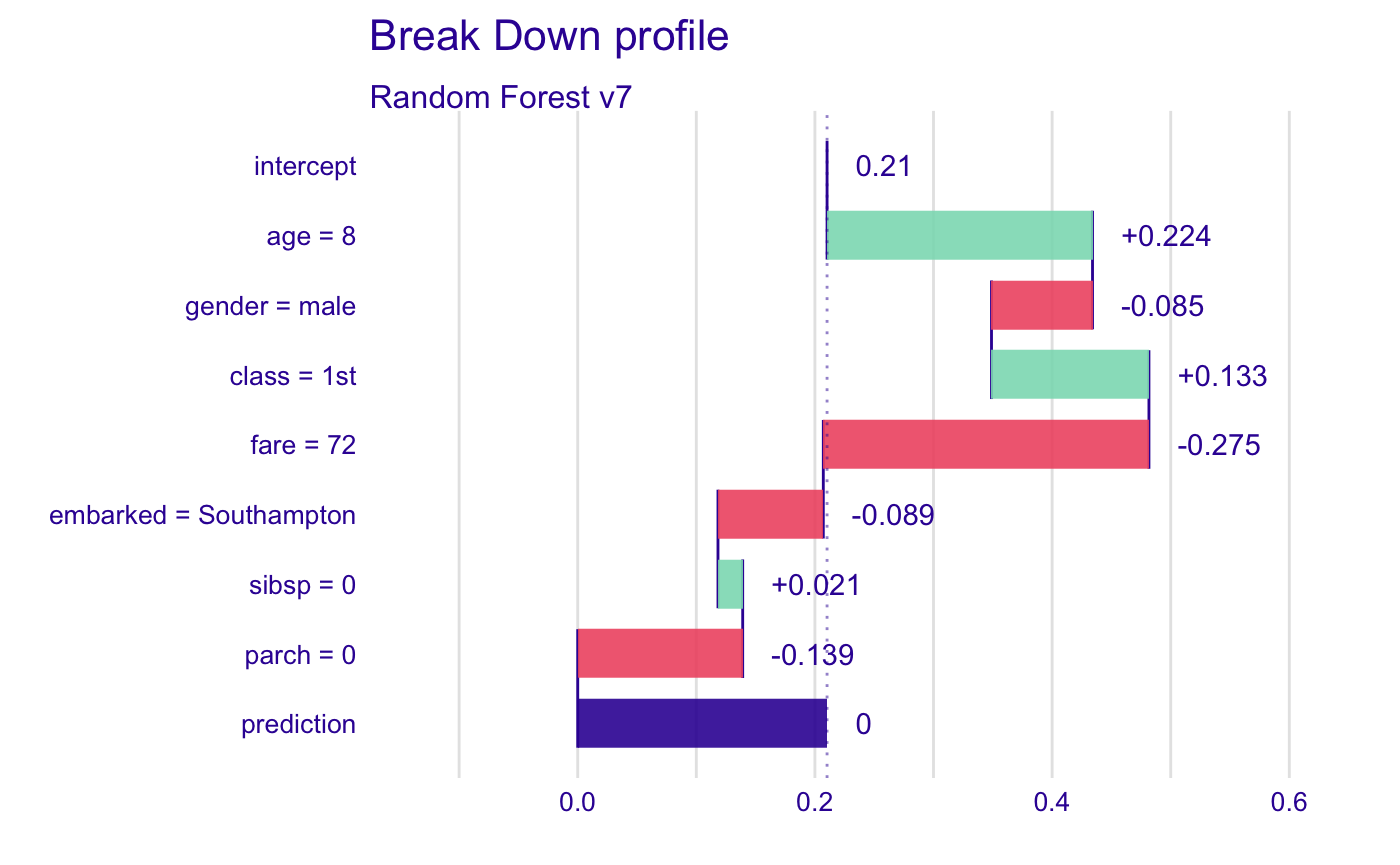 Break Down profile
Random Forest v7
intercept 0.21
age = 8 +0.224
gender = male -0.085
class = 1st +0.133
fare = 72 -0.275
embarked = Southampton -0.089
sibsp = 0 +0.021
parch = 0 -0.139
prediction 0
0.0 0.2 0.4 0.6